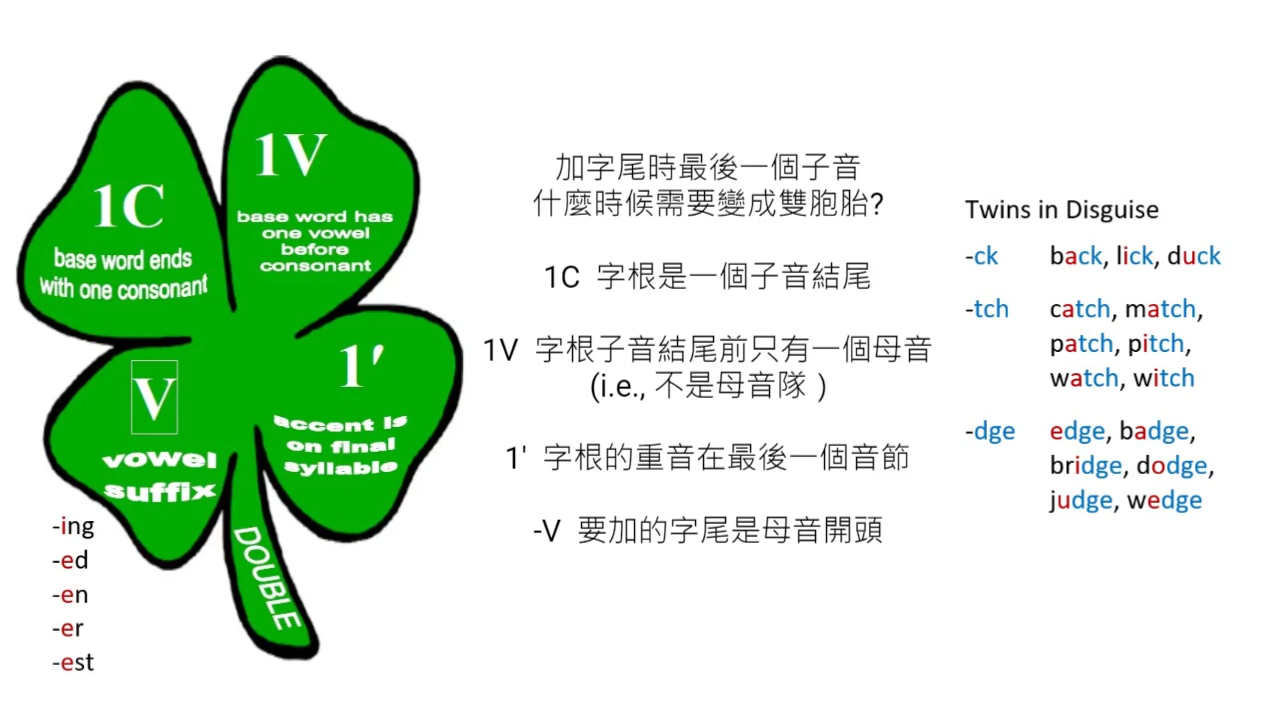 1C
base word ends
with one consonant
1V
base word has
one vowel
before
consonant
V
vowel
suffix
1′
accent is
on final
syllable
DOUBLE
-ing
-ed
-en
-er
-est
加字尾時最後一個子音
什麼時候需要變成雙胞胎?
1C 字根是一個子音結尾
1V 字根子音結尾前只有一個母音
(i.e., 不是母音隊 )
1' 字根的重音在最後一個音節
-V 要加的字尾是母音開頭
Twins in Disguise
-ck back, lick, duck
-tch catch, match,
patch, pitch,
watch, witch
-dge edge, badge,
bridge, dodge,
judge, wedge